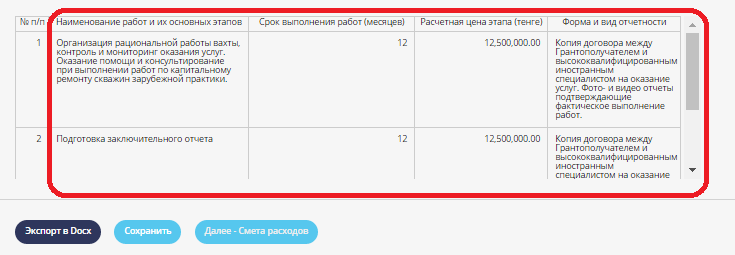 № п/п Наименование работ и их основных этапов Срок выполнения работ (месяцев) Расчетная цена этапа (тенге) Форма и вид отчетности
1 Организация рациональной работы вахты, 12 12,500,000.00 Копия договора между
контроль и мониторинг оказания услуг. Грантополучателем и
Оказание помощи и консультирование высококвалифицированным
при выполнении работ по капитальному иностранным
ремонту скважин зарубежной практики. специалистом на оказание
услуг. Фото- и видео отчеты
подтверждающие
фактическое выполнение
работ.
2 Подготовка заключительного отчета 12 12,500,000.00 Копия договора между
Грантополучателем и
высококвалифицированным
иностранным
специалистом на оказание
Экспорт в Docx Сохранить Далее - Смета расходов